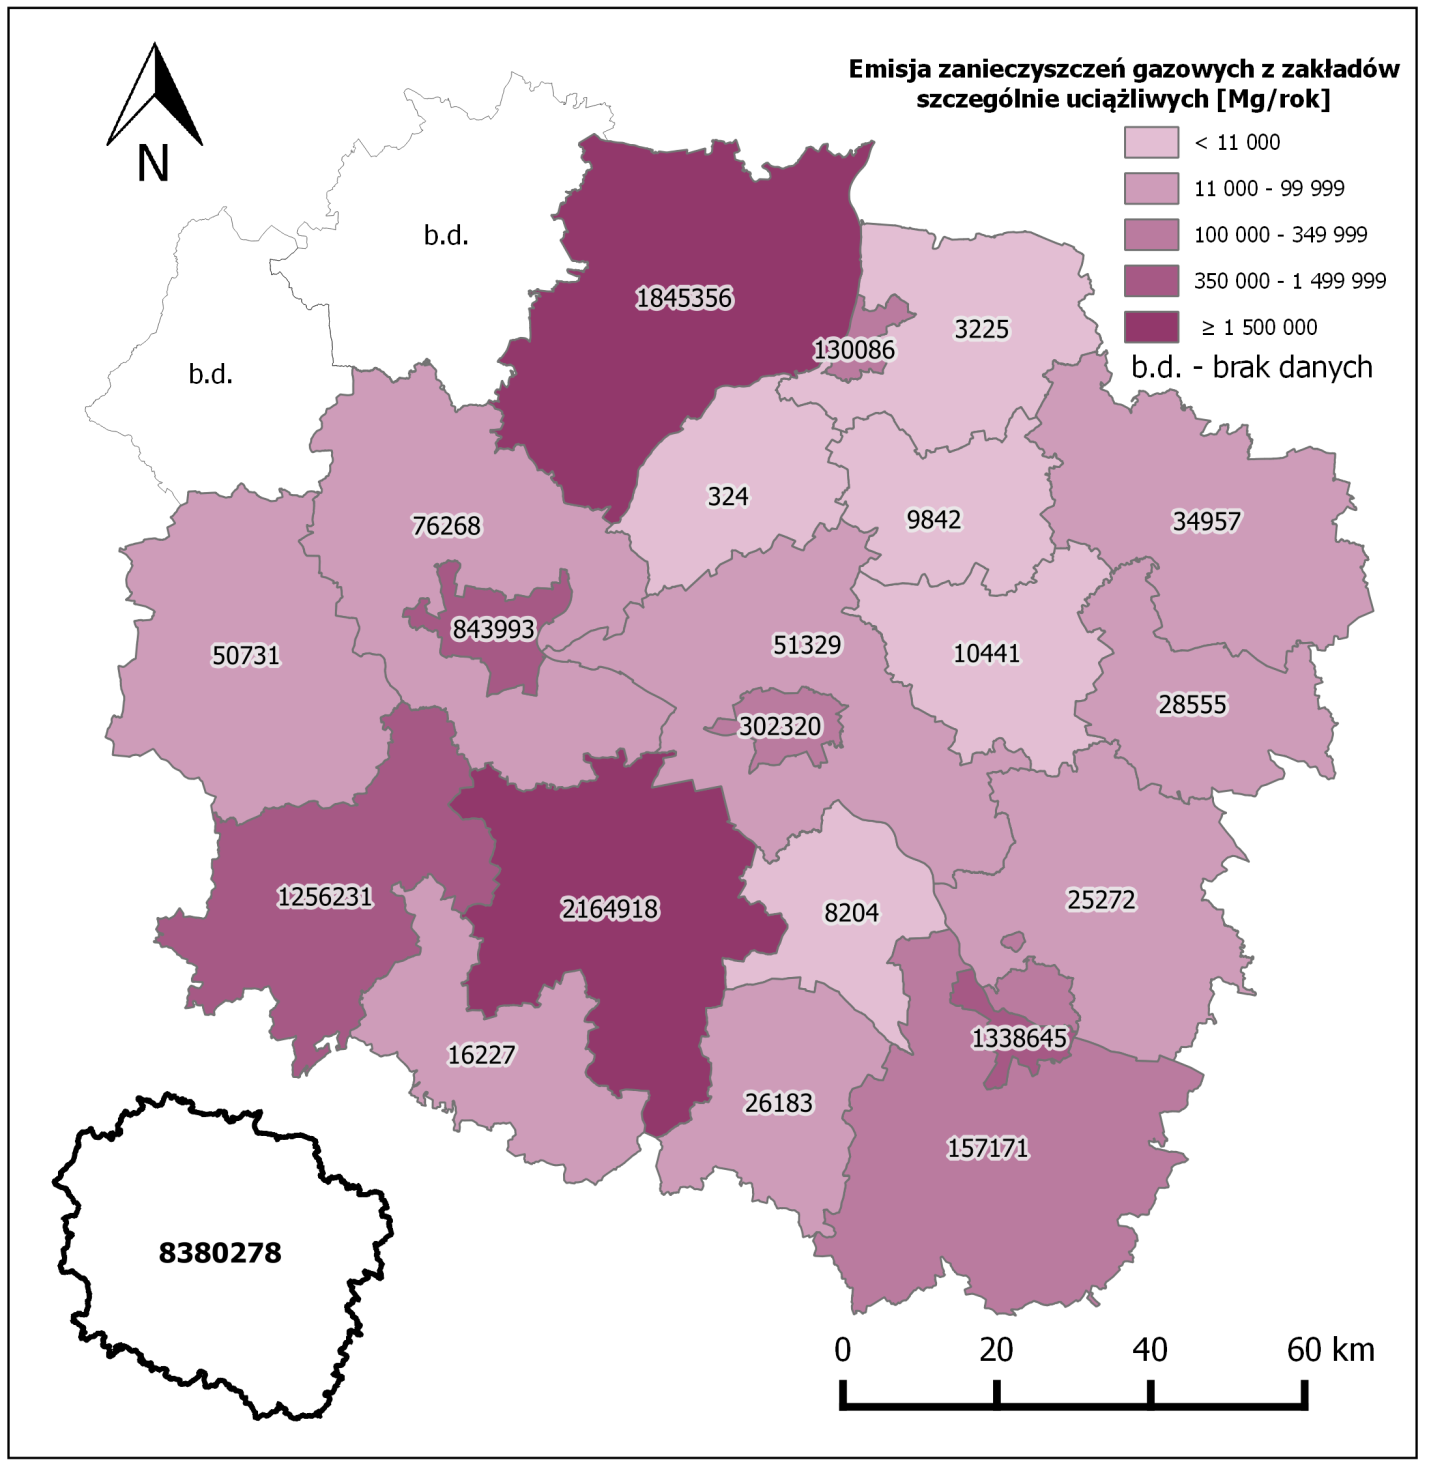 Emisja zanieczyszczeń gazowych z zakładów
szczególnie uciążliwych [Mg/rok]
< 11 000
11 000 - 99 999
100 000 - 349 999
350 000 - 1 499 999
≥ 1 500 000
b.d. - brak danych
N
b.d.
b.d.
1845356
3225
130086
324
9842
34957
76268
843993
50731
51329
10441
28555
302320
1256231
2164918
8204
25272
16227
1338645
26183
157171
8380278
0 20 40 60 km